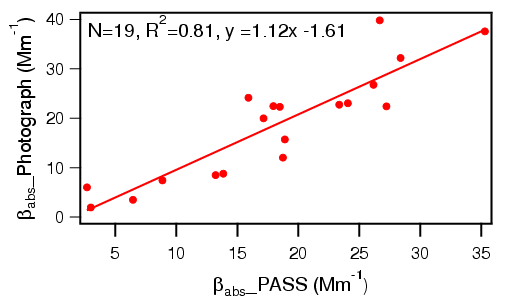 N=19, R²=0.81, y =1.12x -1.61
β_abs_Photograph (Mm⁻¹)
40
30
20
10
0
5 10 15 20 25 30 35
β_abs_PASS (Mm⁻¹)